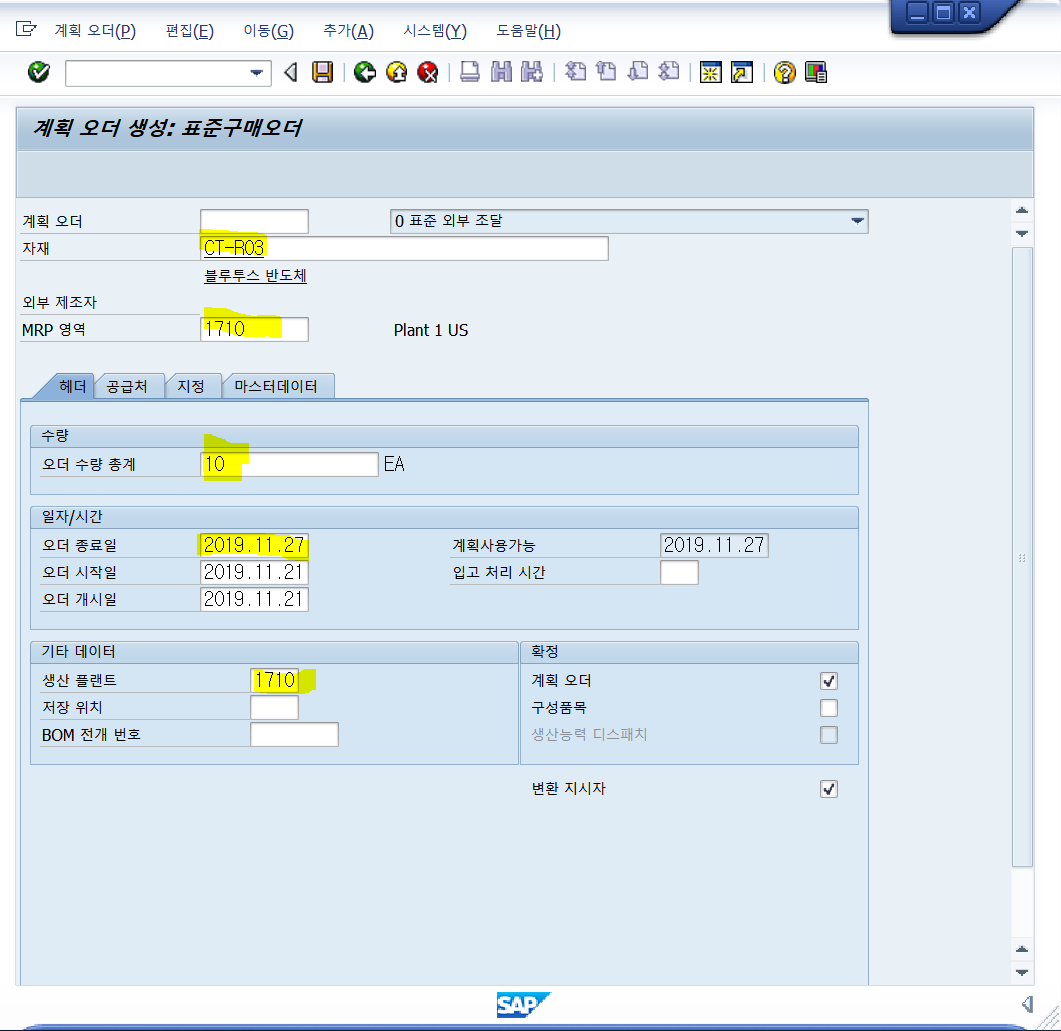 계획 오더(P) 편집(E) 이동(G) 추가(A) 시스템(Y) 도움말(H)
계획 오더 생성: 표준구매오더
계획 오더 0 표준 외부 조달
자재 CT-R03
블루투스 반도체
외부 제조자
MRP 영역 1710 Plant 1 US
헤더 공급처 지정 마스터데이터
수량
오더 수량 총계 10 EA
일자/시간
오더 종료일 2019.11.27 계획사용가능 2019.11.27
오더 시작일 2019.11.21 입고 처리 시간
오더 개시일 2019.11.21
기타 데이터 확정
생산 플랜트 1710 계획 오더
저장 위치 구성품목
BOM 전개 번호 생산능력 디스패치
변환 지시자
SAP